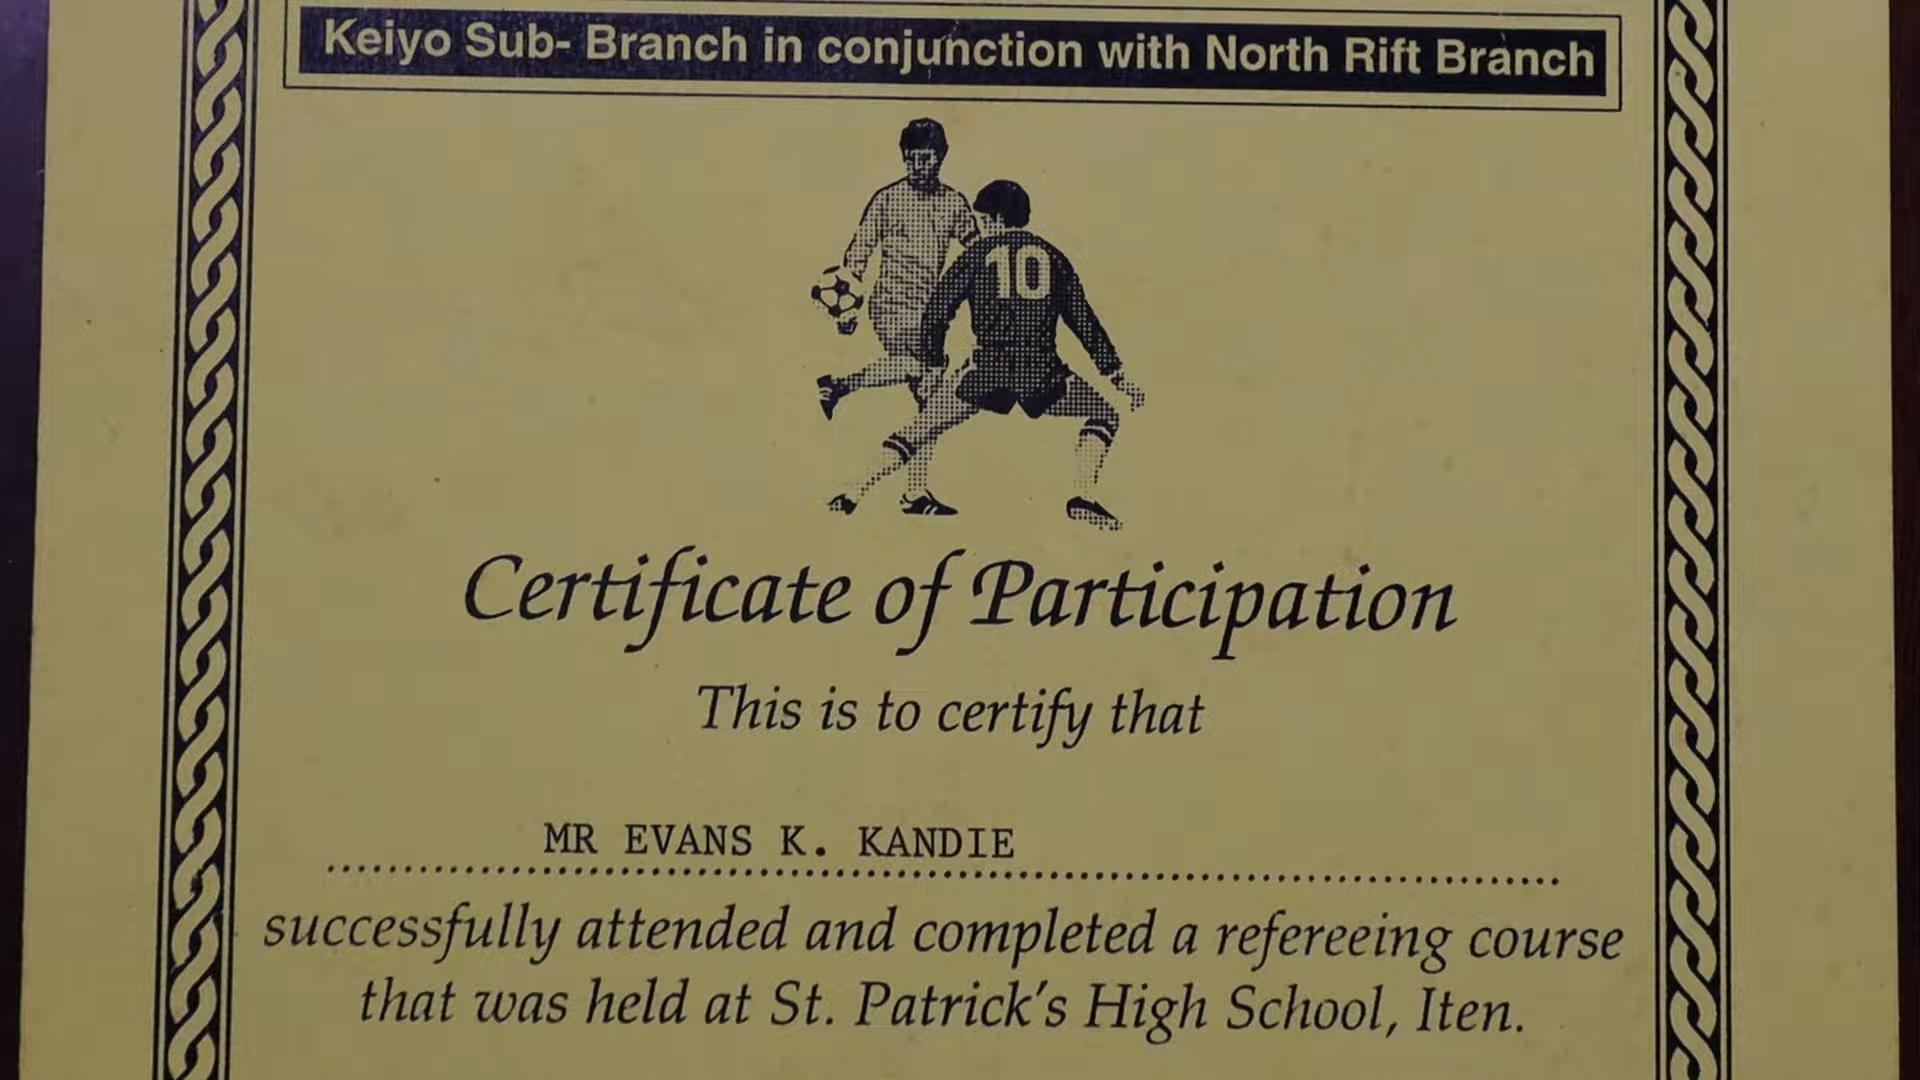 Keiyo Sub- Branch in conjunction with North Rift Branch
10
Certificate of Participation
This is to certify that
MR EVANS K. KANDIE
successfully attended and completed a refereeing course
that was held at St. Patrick's High School, Iten.